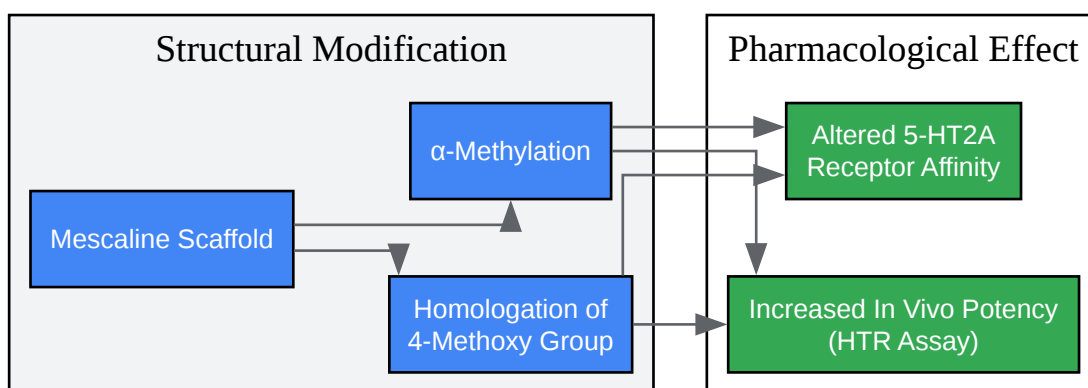 Structural Modification
Pharmacological Effect
α-Methylation
Altered 5-HT2A
Receptor Affinity
Mescaline Scaffold
Homologation of
4-Methoxy Group
Increased In Vivo Potency
(HTR Assay)